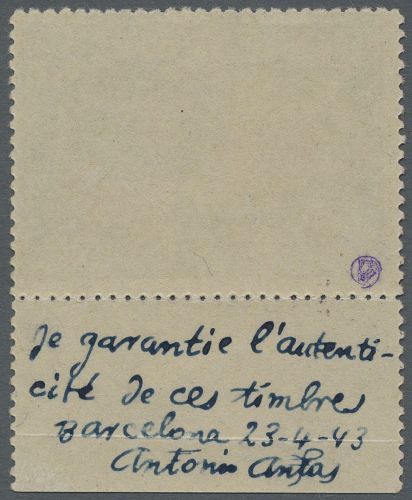 Je garantie l'autenti-
cité de ces timbres
Barcelona 23-4-43
Antonio